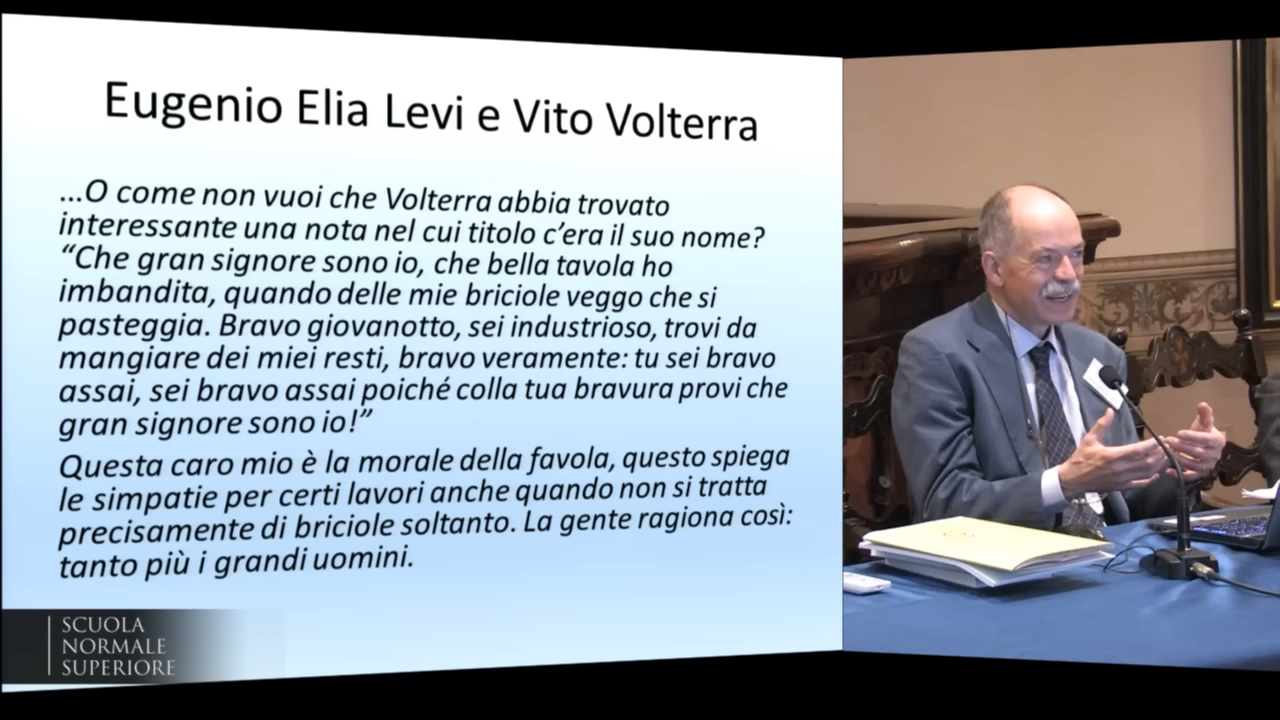 Eugenio Elia Levi e Vito Volterra
...O come non vuoi che Volterra abbia trovato
interessante una nota nel cui titolo c'era il suo nome?
“Che gran signore sono io, che bella tavola ho
imbandita, quando delle mie briciole veggo che si
pasteggia. Bravo giovanotto, sei industrioso, trovi da
mangiare dei miei resti, bravo veramente: tu sei bravo
assai, sei bravo assai poiché colla tua bravura provi che
gran signore sono io!”
Questa caro mio è la morale della favola, questo spiega
le simpatie per certi lavori anche quando non si tratta
precisamente di briciole soltanto. La gente ragiona così:
tanto più i grandi uomini.
SCUOLA
NORMALE
SUPERIORE